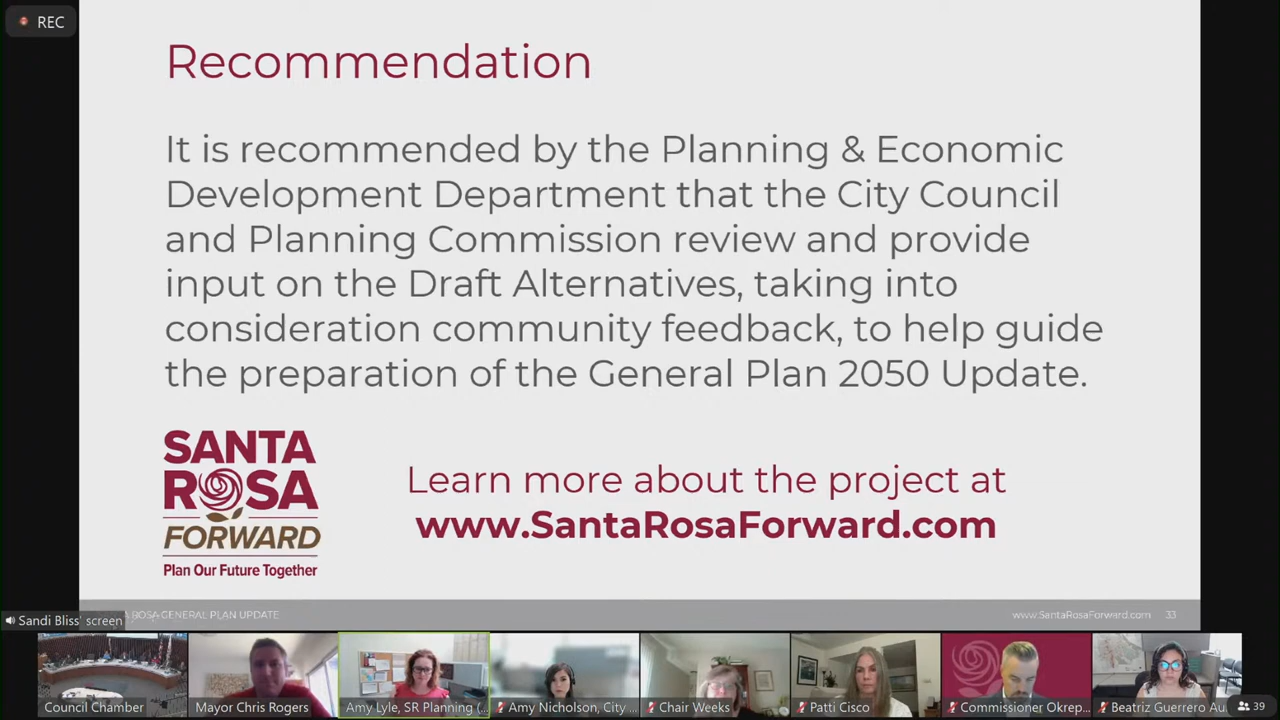 REC
Recommendation
It is recommended by the Planning & Economic
Development Department that the City Council
and Planning Commission review and provide
input on the Draft Alternatives, taking into
consideration community feedback, to help guide
the preparation of the General Plan 2050 Update.
SANTA
ROSA
FORWARD
Plan Our Future Together
Learn more about the project at
www.SantaRosaForward.com
Sandi Bliss' screen
ROSA GENERAL PLAN UPDATE
www.SantaRosaForward.com 33
Council Chamber
Mayor Chris Rogers
Amy Lyle, SR Planning (...
Amy Nicholson, City ...
Chair Weeks
Patti Cisco
Commissioner Okrep...
Beatriz Guerrero Au
39